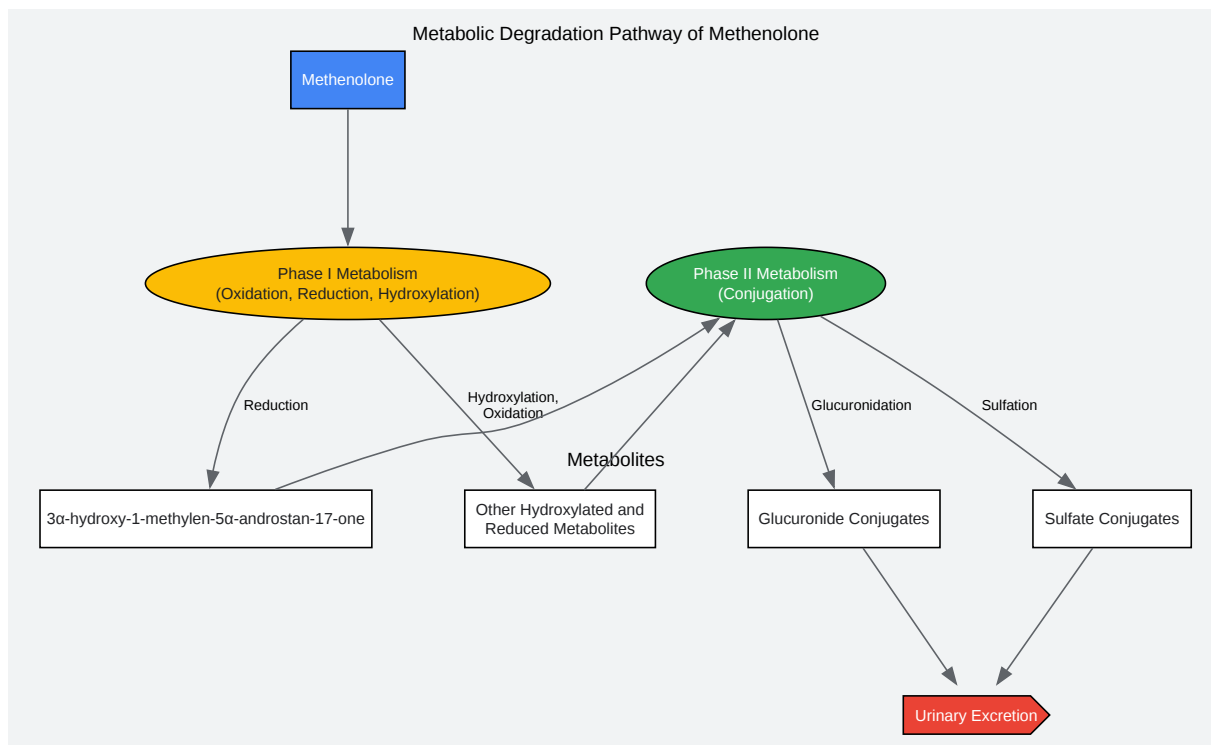 Metabolic Degradation Pathway of Methenolone
Methenolone
Phase I Metabolism
(Oxidation, Reduction, Hydroxylation)
Phase II Metabolism
(Conjugation)
Reduction
Hydroxylation,
Oxidation
Glucuronidation
Sulfation
Metabolites
3α-hydroxy-1-methylen-5α-androstan-17-one
Other Hydroxylated and
Reduced Metabolites
Glucuronide Conjugates
Sulfate Conjugates
Urinary Excretion